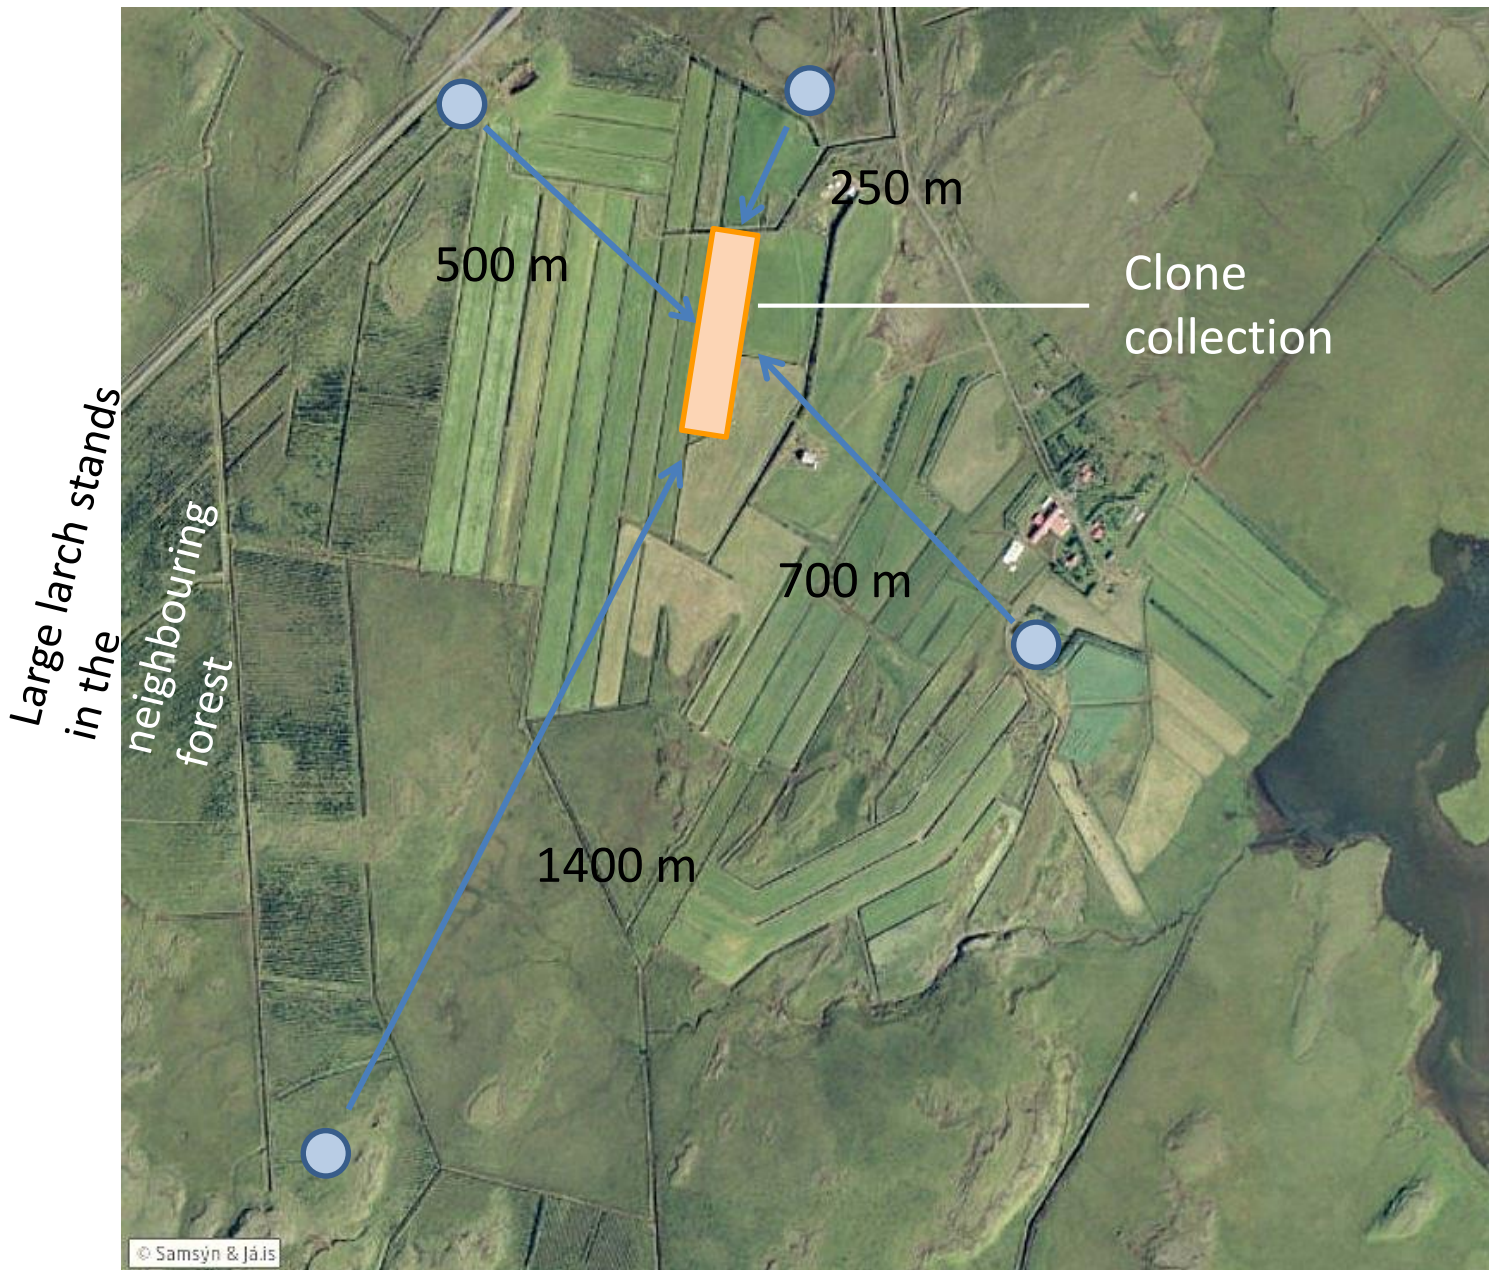 250 m
500 m
Clone
collection
Large larch stands
in the
neighbouring
forest
700 m
1400 m
© Samsýn & Já.is